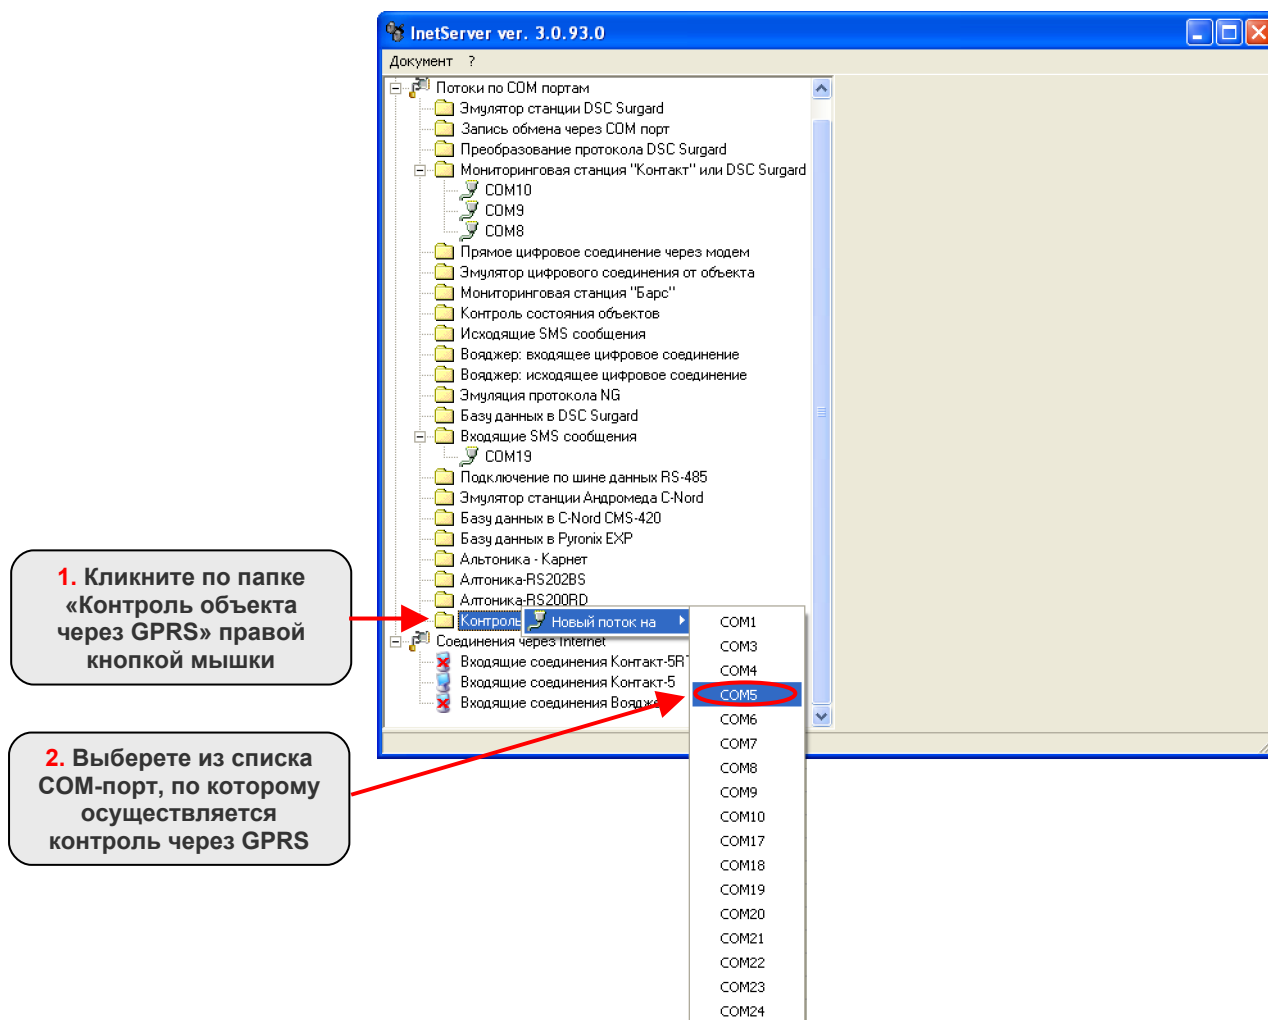 InetServer ver. 3.0.93.0
Документ ?
Потоки по COM портам
Эмулятор станции DSC Surgard
Запись обмена через COM порт
Преобразование протокола DSC Surgard
Мониторинговая станция "Контакт" или DSC Surgard
COM10
COM9
COM8
Прямое цифровое соединение через модем
Эмулятор цифрового соединения от объекта
Мониторинговая станция "Барс"
Контроль состояния объектов
Исходящие SMS сообщения
Вояджер: входящее цифровое соединение
Вояджер: исходящее цифровое соединение
Эмуляция протокола NG
Базу данных в DSC Surgard
Входящие SMS сообщения
COM19
Подключение по шине данных RS-485
Эмулятор станции Андромеда C-Nord
Базу данных в C-Nord CMS-420
Базу данных в Pyronix EXP
Альтоника - Карнет
Алтоника-RS202BS
Алтоника-RS200RD
Контроль
Новый поток на
Соединения через Internet
Входящие соединения Контакт-5R
Входящие соединения Контакт-5
Входящие соединения Воядже
COM1
COM3
COM4
COM5
COM6
COM7
COM8
COM9
COM10
COM17
COM18
COM19
COM20
COM21
COM22
COM23
COM24
1. Кликните по папке
«Контроль объекта
через GPRS» правой
кнопкой мышки
2. Выберете из списка
COM-порт, по которому
осуществляется
контроль через GPRS